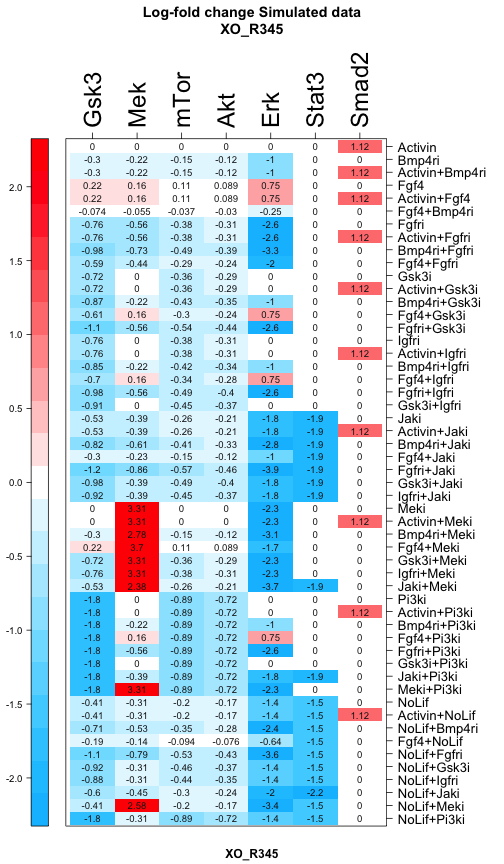 Log-fold change Simulated data
XO_R345
Gsk3 Mek mTor Akt Erk Stat3 Smad2
2.0
1.5
1.0
0.5
0.0
-0.5
-1.0
-1.5
-2.0
0 0 0 0 0 0 1.12 Activin
-0.3 -0.22 -0.15 -0.12 -1 0 0 Bmp4ri
-0.3 -0.22 -0.15 -0.12 -1 0 1.12 Activin+Bmp4ri
0.22 0.16 0.11 0.089 0.75 0 0 Fgf4
0.22 0.16 0.11 0.089 0.75 0 1.12 Activin+Fgf4
-0.074 -0.055 -0.037 -0.03 -0.25 0 0 Fgf4+Bmp4ri
-0.76 -0.56 -0.38 -0.31 -2.6 0 0 Fgfri
-0.76 -0.56 -0.38 -0.31 -2.6 0 1.12 Activin+Fgfri
-0.98 -0.73 -0.49 -0.39 -3.3 0 0 Bmp4ri+Fgfri
-0.59 -0.44 -0.29 -0.24 -2 0 0 Fgf4+Fgfri
-0.72 0 -0.36 -0.29 0 0 0 Gsk3i
-0.72 0 -0.36 -0.29 0 0 1.12 Activin+Gsk3i
-0.87 -0.22 -0.43 -0.35 -1 0 0 Bmp4ri+Gsk3i
-0.61 0.16 -0.3 -0.24 0.75 0 0 Fgf4+Gsk3i
-1.1 -0.56 -0.54 -0.44 -2.6 0 0 Fgfri+Gsk3i
-0.76 0 -0.38 -0.31 0 0 0 Igfri
-0.76 0 -0.38 -0.31 0 0 1.12 Activin+Igfri
-0.85 -0.22 -0.42 -0.34 -1 0 0 Bmp4ri+Igfri
-0.7 0.16 -0.34 -0.28 0.75 0 0 Fgf4+Igfri
-0.98 -0.56 -0.49 -0.4 -2.6 0 0 Fgfri+Igfri
-0.91 0 -0.45 -0.37 0 0 0 Gsk3i+Igfri
-0.53 -0.39 -0.26 -0.21 -1.8 -1.9 0 Jaki
-0.53 -0.39 -0.26 -0.21 -1.8 -1.9 1.12 Activin+Jaki
-0.82 -0.61 -0.41 -0.33 -2.8 -1.9 0 Bmp4ri+Jaki
-0.3 -0.23 -0.15 -0.12 -1 -1.9 0 Fgf4+Jaki
-1.2 -0.86 -0.57 -0.46 -3.9 -1.9 0 Fgfri+Jaki
-0.98 -0.39 -0.49 -0.4 -1.8 -1.9 0 Gsk3i+Jaki
-0.92 -0.39 -0.45 -0.37 -1.8 -1.9 0 Igfri+Jaki
0 3.31 0 0 -2.3 0 0 Meki
0 3.31 0 0 -2.3 0 1.12 Activin+Meki
-0.3 2.78 -0.15 -0.12 -3.1 0 0 Bmp4ri+Meki
0.22 3.7 0.11 0.089 -1.7 0 0 Fgf4+Meki
-0.72 3.31 -0.36 -0.29 -2.3 0 0 Gsk3i+Meki
-0.76 3.31 -0.38 -0.31 -2.3 0 0 Igfri+Meki
-0.53 2.38 -0.26 -0.21 -3.7 -1.9 0 Jaki+Meki
-1.8 0 -0.89 -0.72 0 0 0 Pi3ki
-1.8 0 -0.89 -0.72 0 0 1.12 Activin+Pi3ki
-1.8 -0.22 -0.89 -0.72 -1 0 0 Bmp4ri+Pi3ki
-1.8 0.16 -0.89 -0.72 0.75 0 0 Fgf4+Pi3ki
-1.8 -0.56 -0.89 -0.72 -2.6 0 0 Fgfri+Pi3ki
-1.8 0 -0.89 -0.72 0 0 0 Gsk3i+Pi3ki
-1.8 -0.39 -0.89 -0.72 -1.8 -1.9 0 Jaki+Pi3ki
-1.8 3.31 -0.89 -0.72 -2.3 0 0 Meki+Pi3ki
-0.41 -0.31 -0.2 -0.17 -1.4 -1.5 0 NoLif
-0.41 -0.31 -0.2 -0.17 -1.4 -1.5 1.12 Activin+NoLif
-0.71 -0.53 -0.35 -0.28 -2.4 -1.5 0 NoLif+Bmp4ri
-0.19 -0.14 -0.094 -0.076 -0.64 -1.5 0 Fgf4+NoLif
-1.1 -0.79 -0.53 -0.43 -3.6 -1.5 0 NoLif+Fgfri
-0.92 -0.31 -0.46 -0.37 -1.4 -1.5 0 NoLif+Gsk3i
-0.88 -0.31 -0.44 -0.35 -1.4 -1.5 0 NoLif+Igfri
-0.6 -0.45 -0.3 -0.24 -2 -2.2 0 NoLif+Jaki
-0.41 2.58 -0.2 -0.17 -3.4 -1.5 0 NoLif+Meki
-1.8 -0.31 -0.89 -0.72 -1.4 -1.5 0 NoLif+Pi3ki
XO_R345